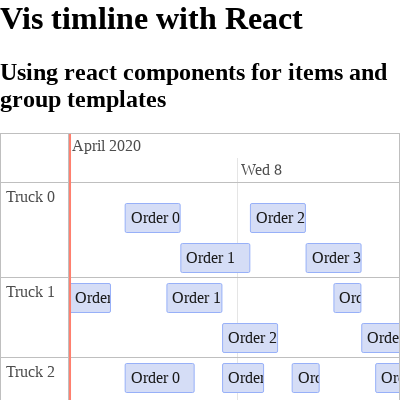 Vis timline with React
Using react components for items and
group templates
April 2020
Wed 8
Truck 0
Order 0
Order 2
Order 1
Order 3
Truck 1
Order
Order 1
Orc
Order 2
Orde
Truck 2
Order 0
Order
Orc
Or